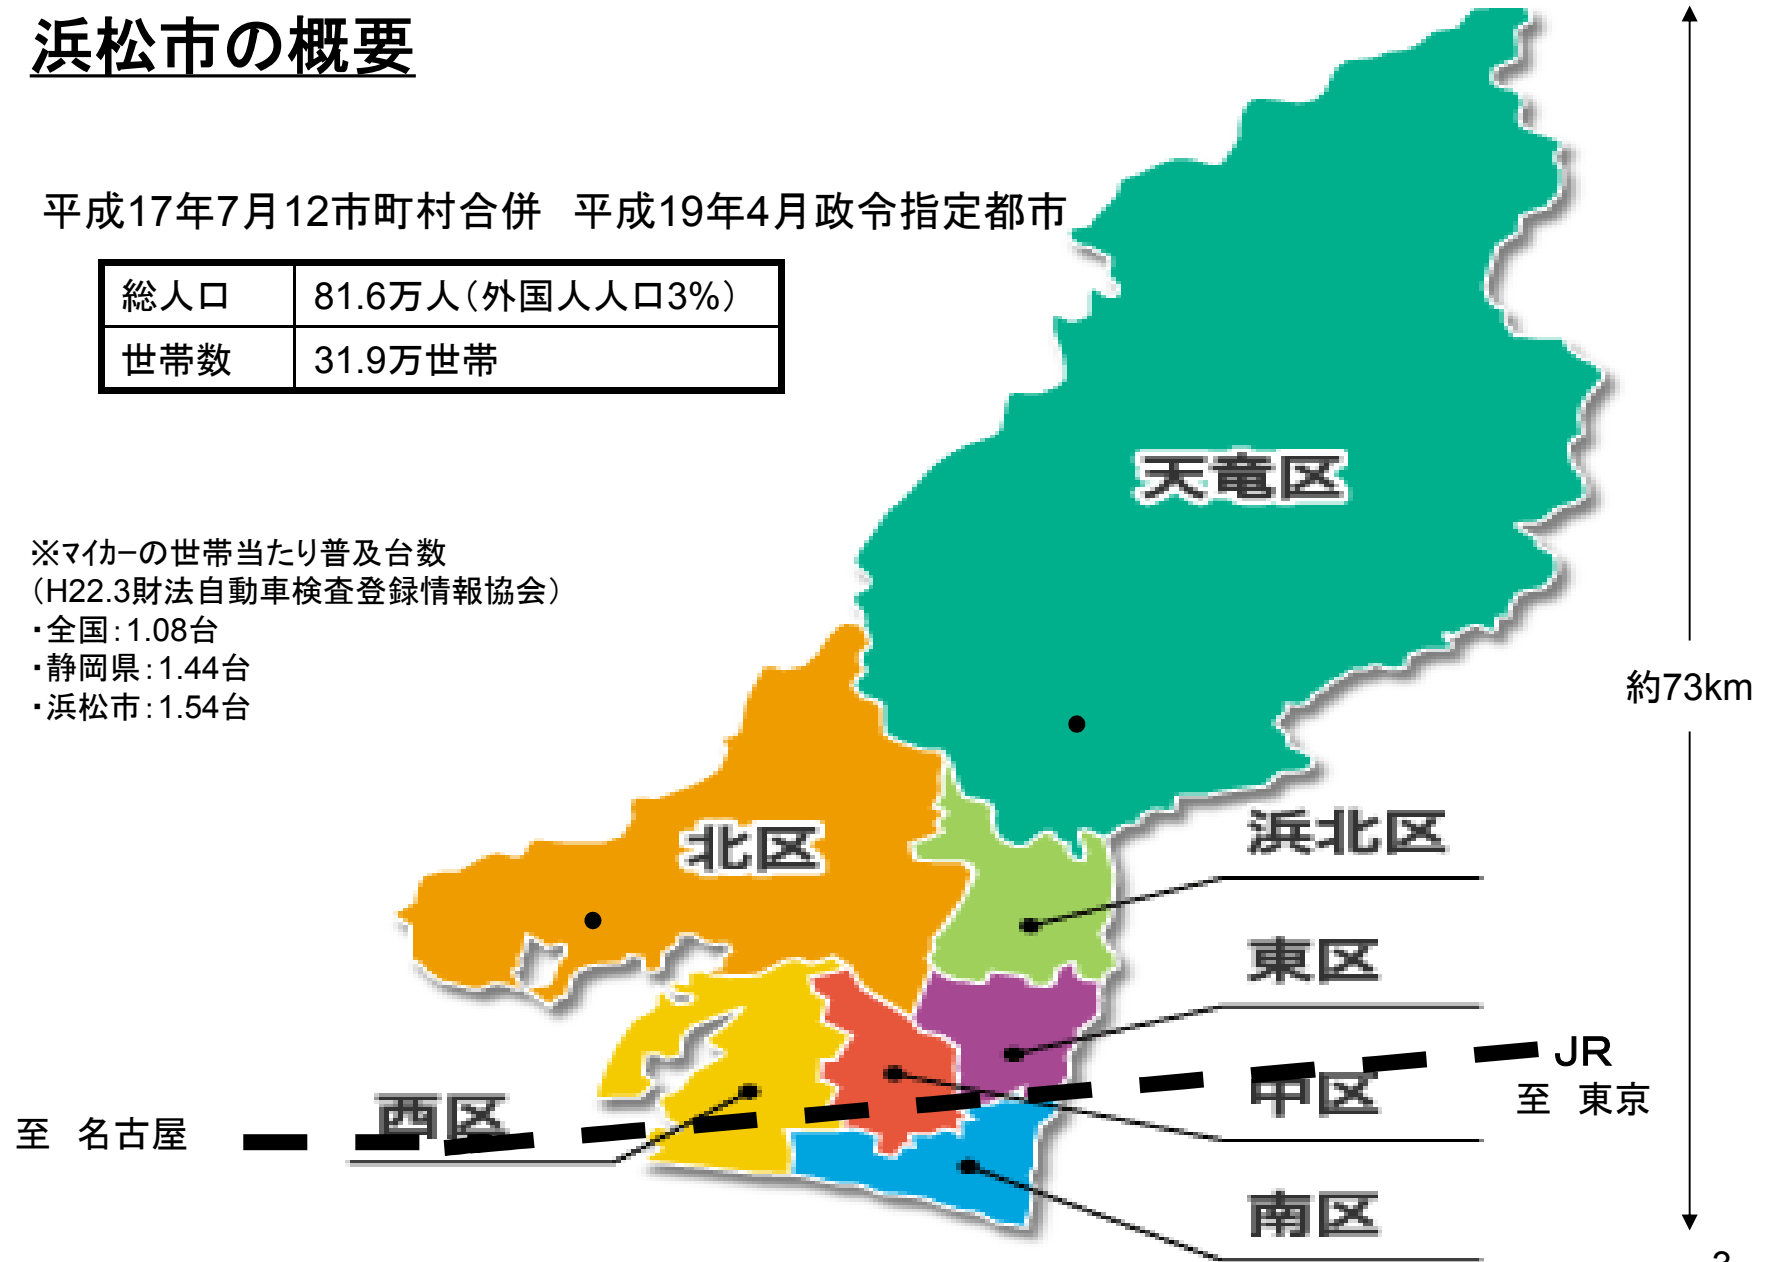 浜松市の概要
平成17年7月12市町村合併　平成19年4月政令指定都市
総人口 81.6万人（外国人人口3%）
世帯数 31.9万世帯
※マイカーの世帯当たり普及台数
（H22.3財法自動車検査登録情報協会）
・全国：1.08台
・静岡県：1.44台
・浜松市：1.54台
天竜区
約73km
北区
浜北区
東区
JR
中区
至　東京
西区
至　名古屋
南区